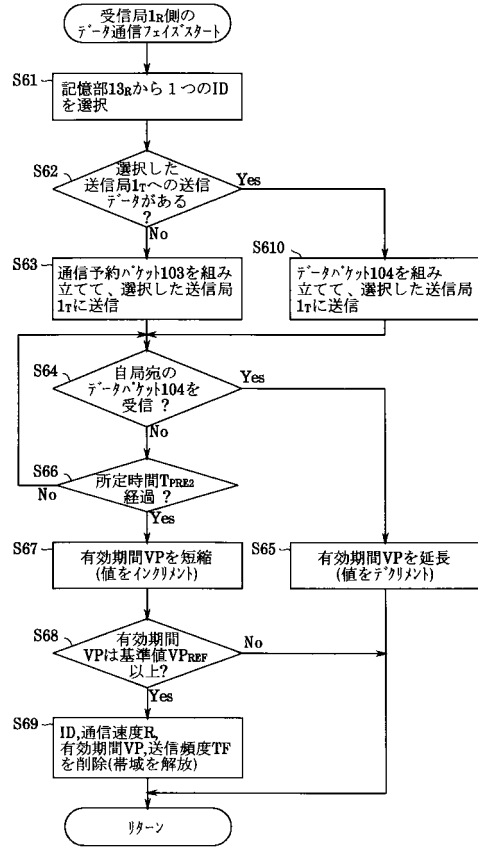 受信局1R側の
データ通信フェイズスタート
S61
記憶部13Rから1つのID
を選択
S62
選択した
送信局1Tへの送信
データがある
?
Yes
No
S63
通信予約パケット103を組み
立てて、選択した送信局
1Tに送信
S610
データパケット104を組み
立てて、選択した送信局
1Tに送信
S64
自局宛の
データパケット104を
受信?
Yes
No
S66
所定時間TPRE2
経過?
No
Yes
S67
有効期間VPを短縮
(値をインクリメント)
S65
有効期間VPを延長
(値をデクリメント)
S68
有効期間
VPは基準値VPREF
以上?
No
Yes
S69
ID,通信速度R,
有効期間VP,送信頻度TF
を削除(帯域を解放)
リターン